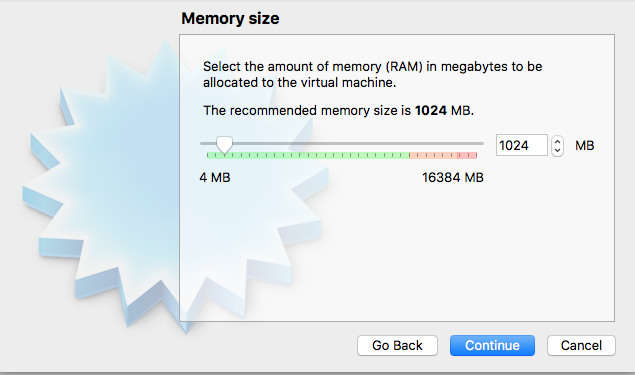 Memory size
Select the amount of memory (RAM) in megabytes to be
allocated to the virtual machine.
The recommended memory size is 1024 MB.
1024 MB
4 MB 16384 MB
Go Back Continue Cancel